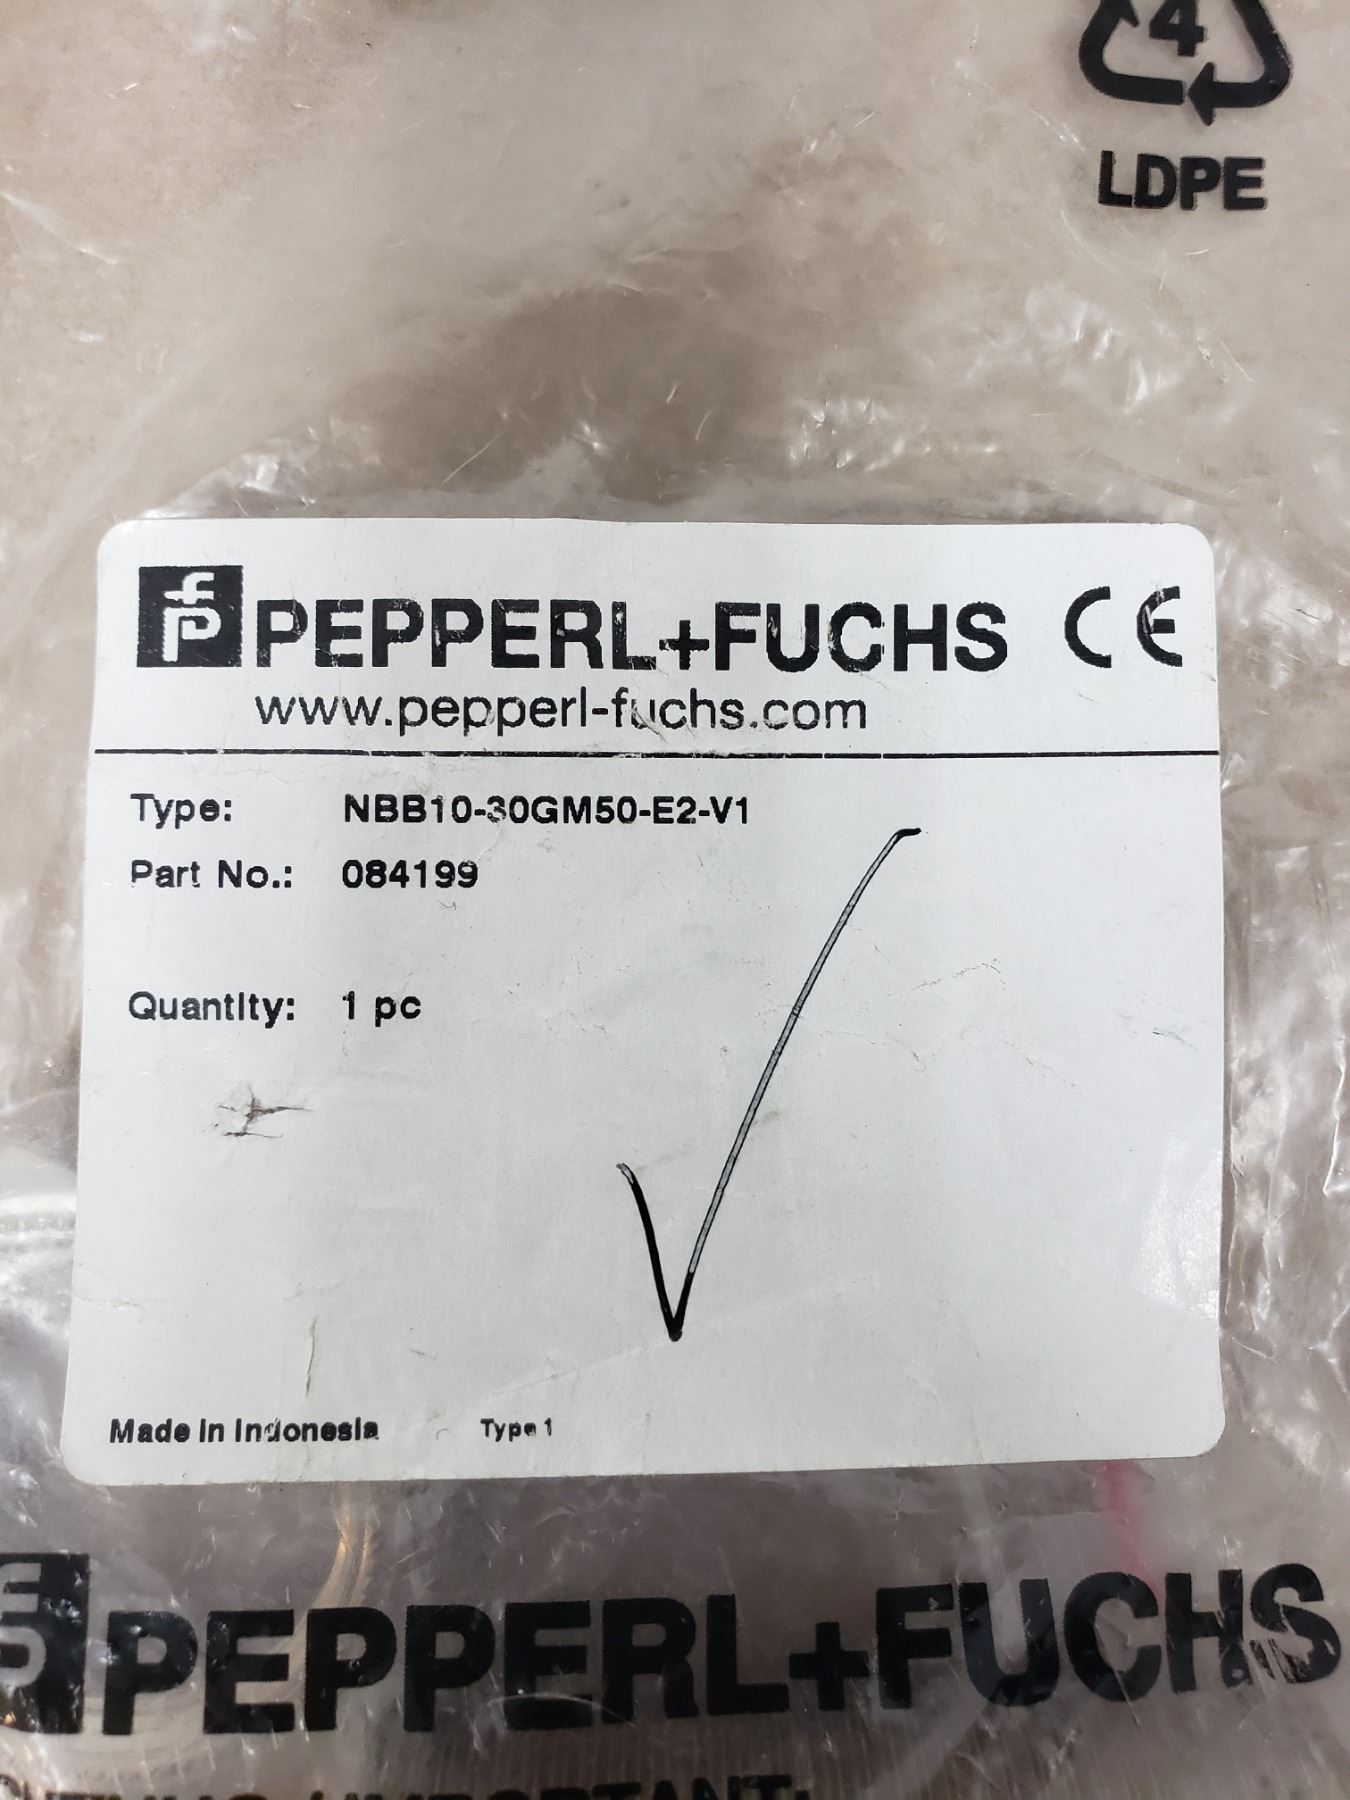 4
LDPE
PEPPERL+FUCHS CE
www.pepperl-fuchs.com
Type: NBB10-30GM50-E2-V1
Part No.: 084199
Quantity: 1 pc
Made in Indonesia Type 1
PEPPERL+FUCHS